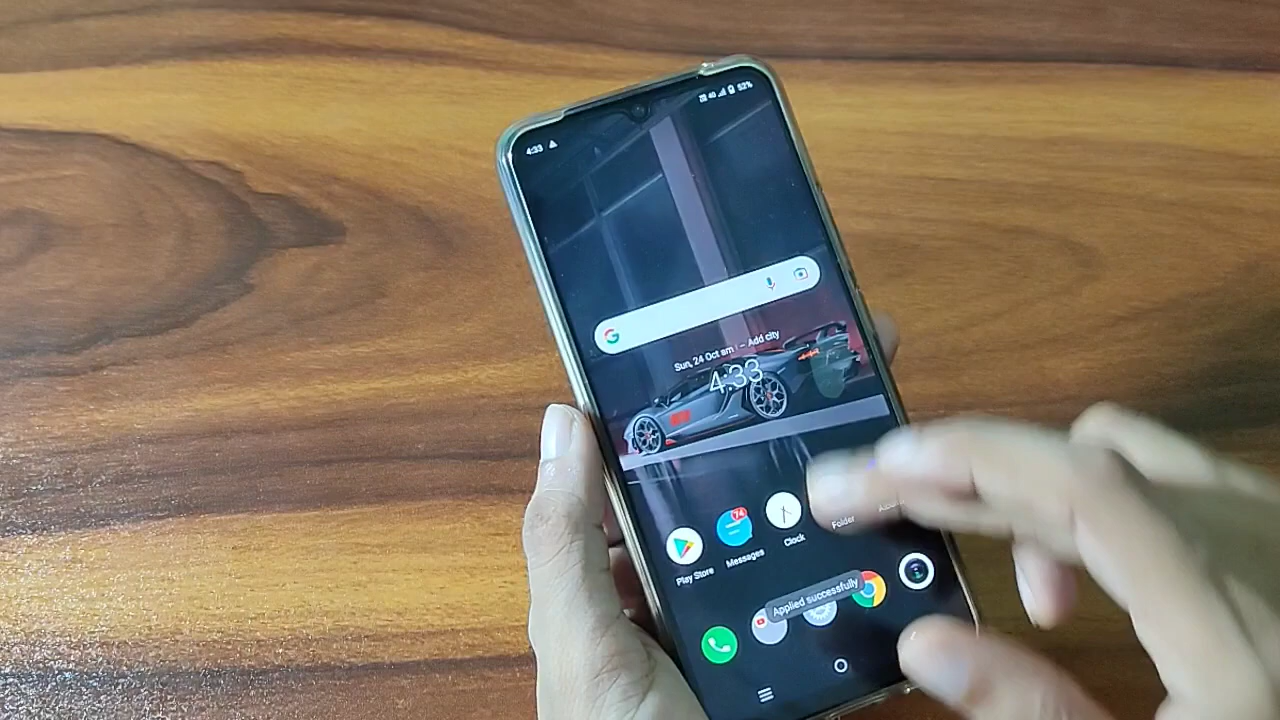 4:33
4G 52%
Sun, 24 Oct am | – Add city
4:33
Play Store
74
Messages
Clock
Folder
Applied successfully